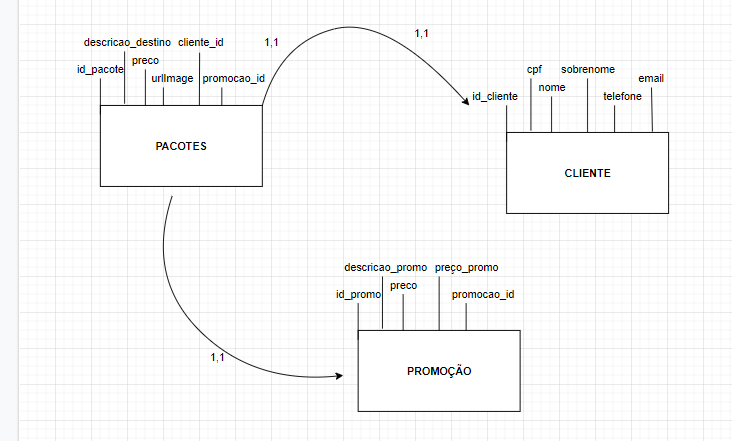 descricao_destino cliente_id
id_pacote preco
urlImage promocao_id
PACOTES
1,1
1,1
cpf sobrenome email
id_cliente nome telefone
CLIENTE
descricao_promo preço_promo
id_promo preco promocao_id
PROMOÇÃO
1,1